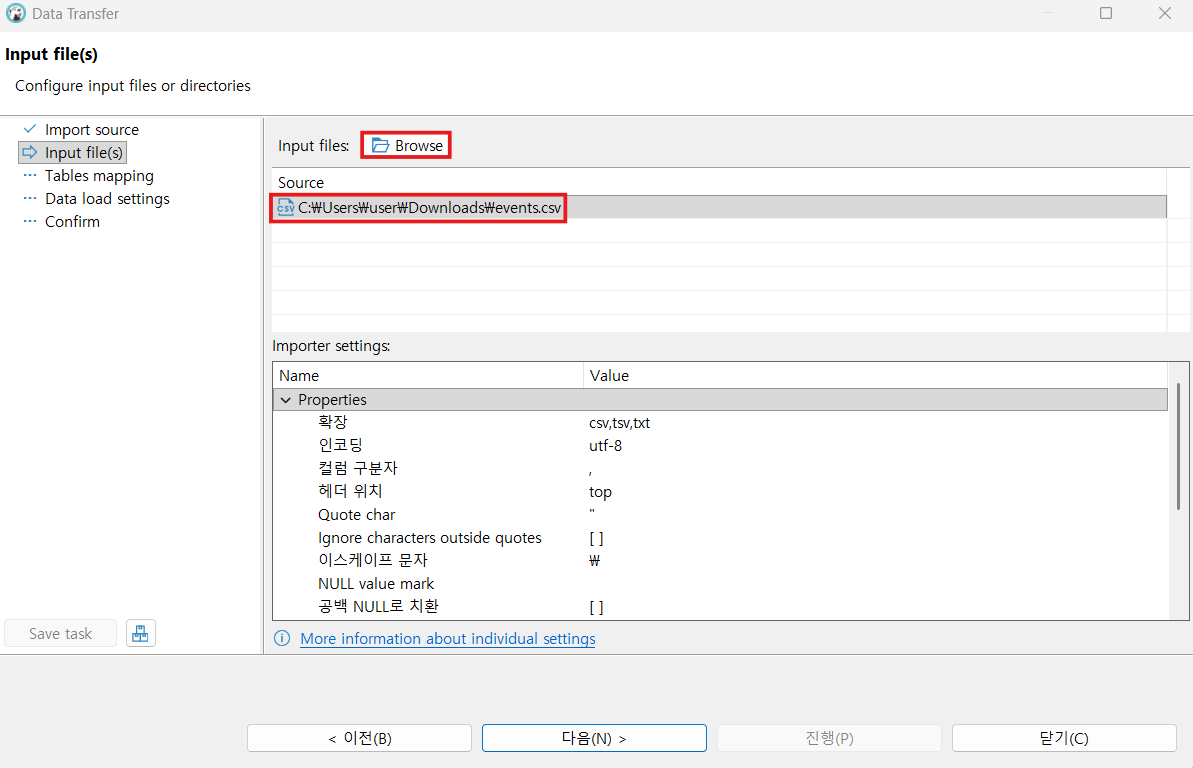 Data Transfer
Input file(s)
Configure input files or directories
Import source
Input file(s)
Tables mapping
Data load settings
Confirm
Input files: Browse
Source
CSV C:₩Users₩user₩Downloads₩events.csv
Importer settings:
Name Value
Properties
확장 csv,tsv,txt
인코딩 utf-8
컬럼 구분자 ,
헤더 위치 top
Quote char "
Ignore characters outside quotes [ ]
이스케이프 문자 ₩
NULL value mark
공백 NULL로 치환 [ ]
Save task
More information about individual settings
< 이전(B) 다음(N) > 진행(P) 닫기(C)